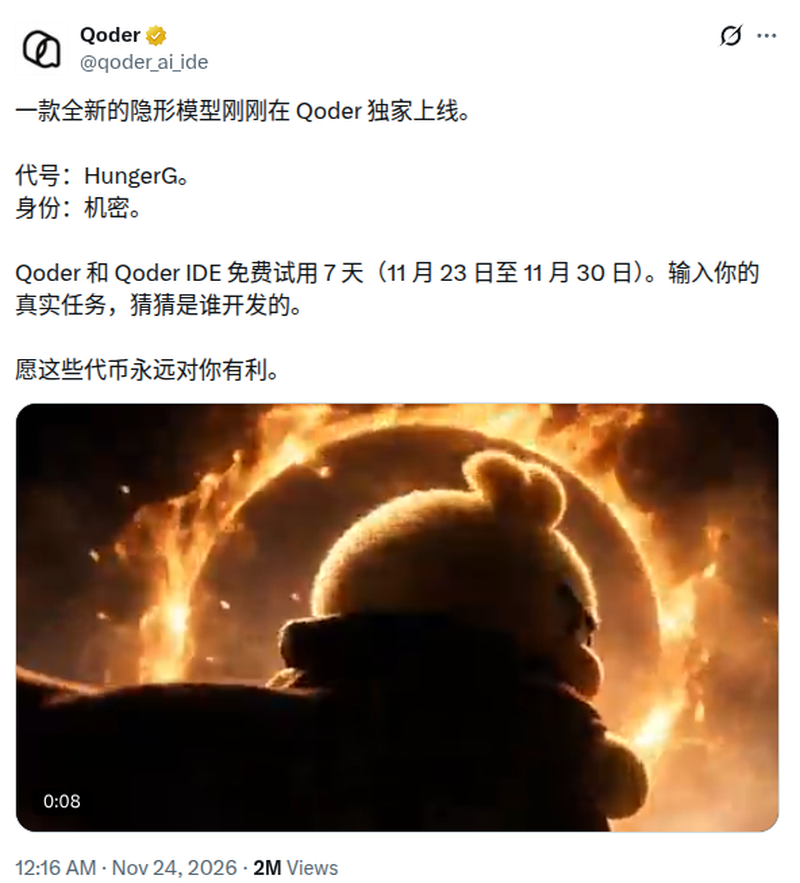 Qoder
@qoder_ai_ide
一款全新的隐形模型刚刚在 Qoder 独家上线。
代号：HungerG。
身份：机密。
Qoder 和 Qoder IDE 免费试用 7 天（11 月 23 日至 11 月 30 日）。输入你的
真实任务，猜猜是谁开发的。
愿这些代币永远对你有利。
0:08
12:16 AM · Nov 24, 2026 · 2M Views